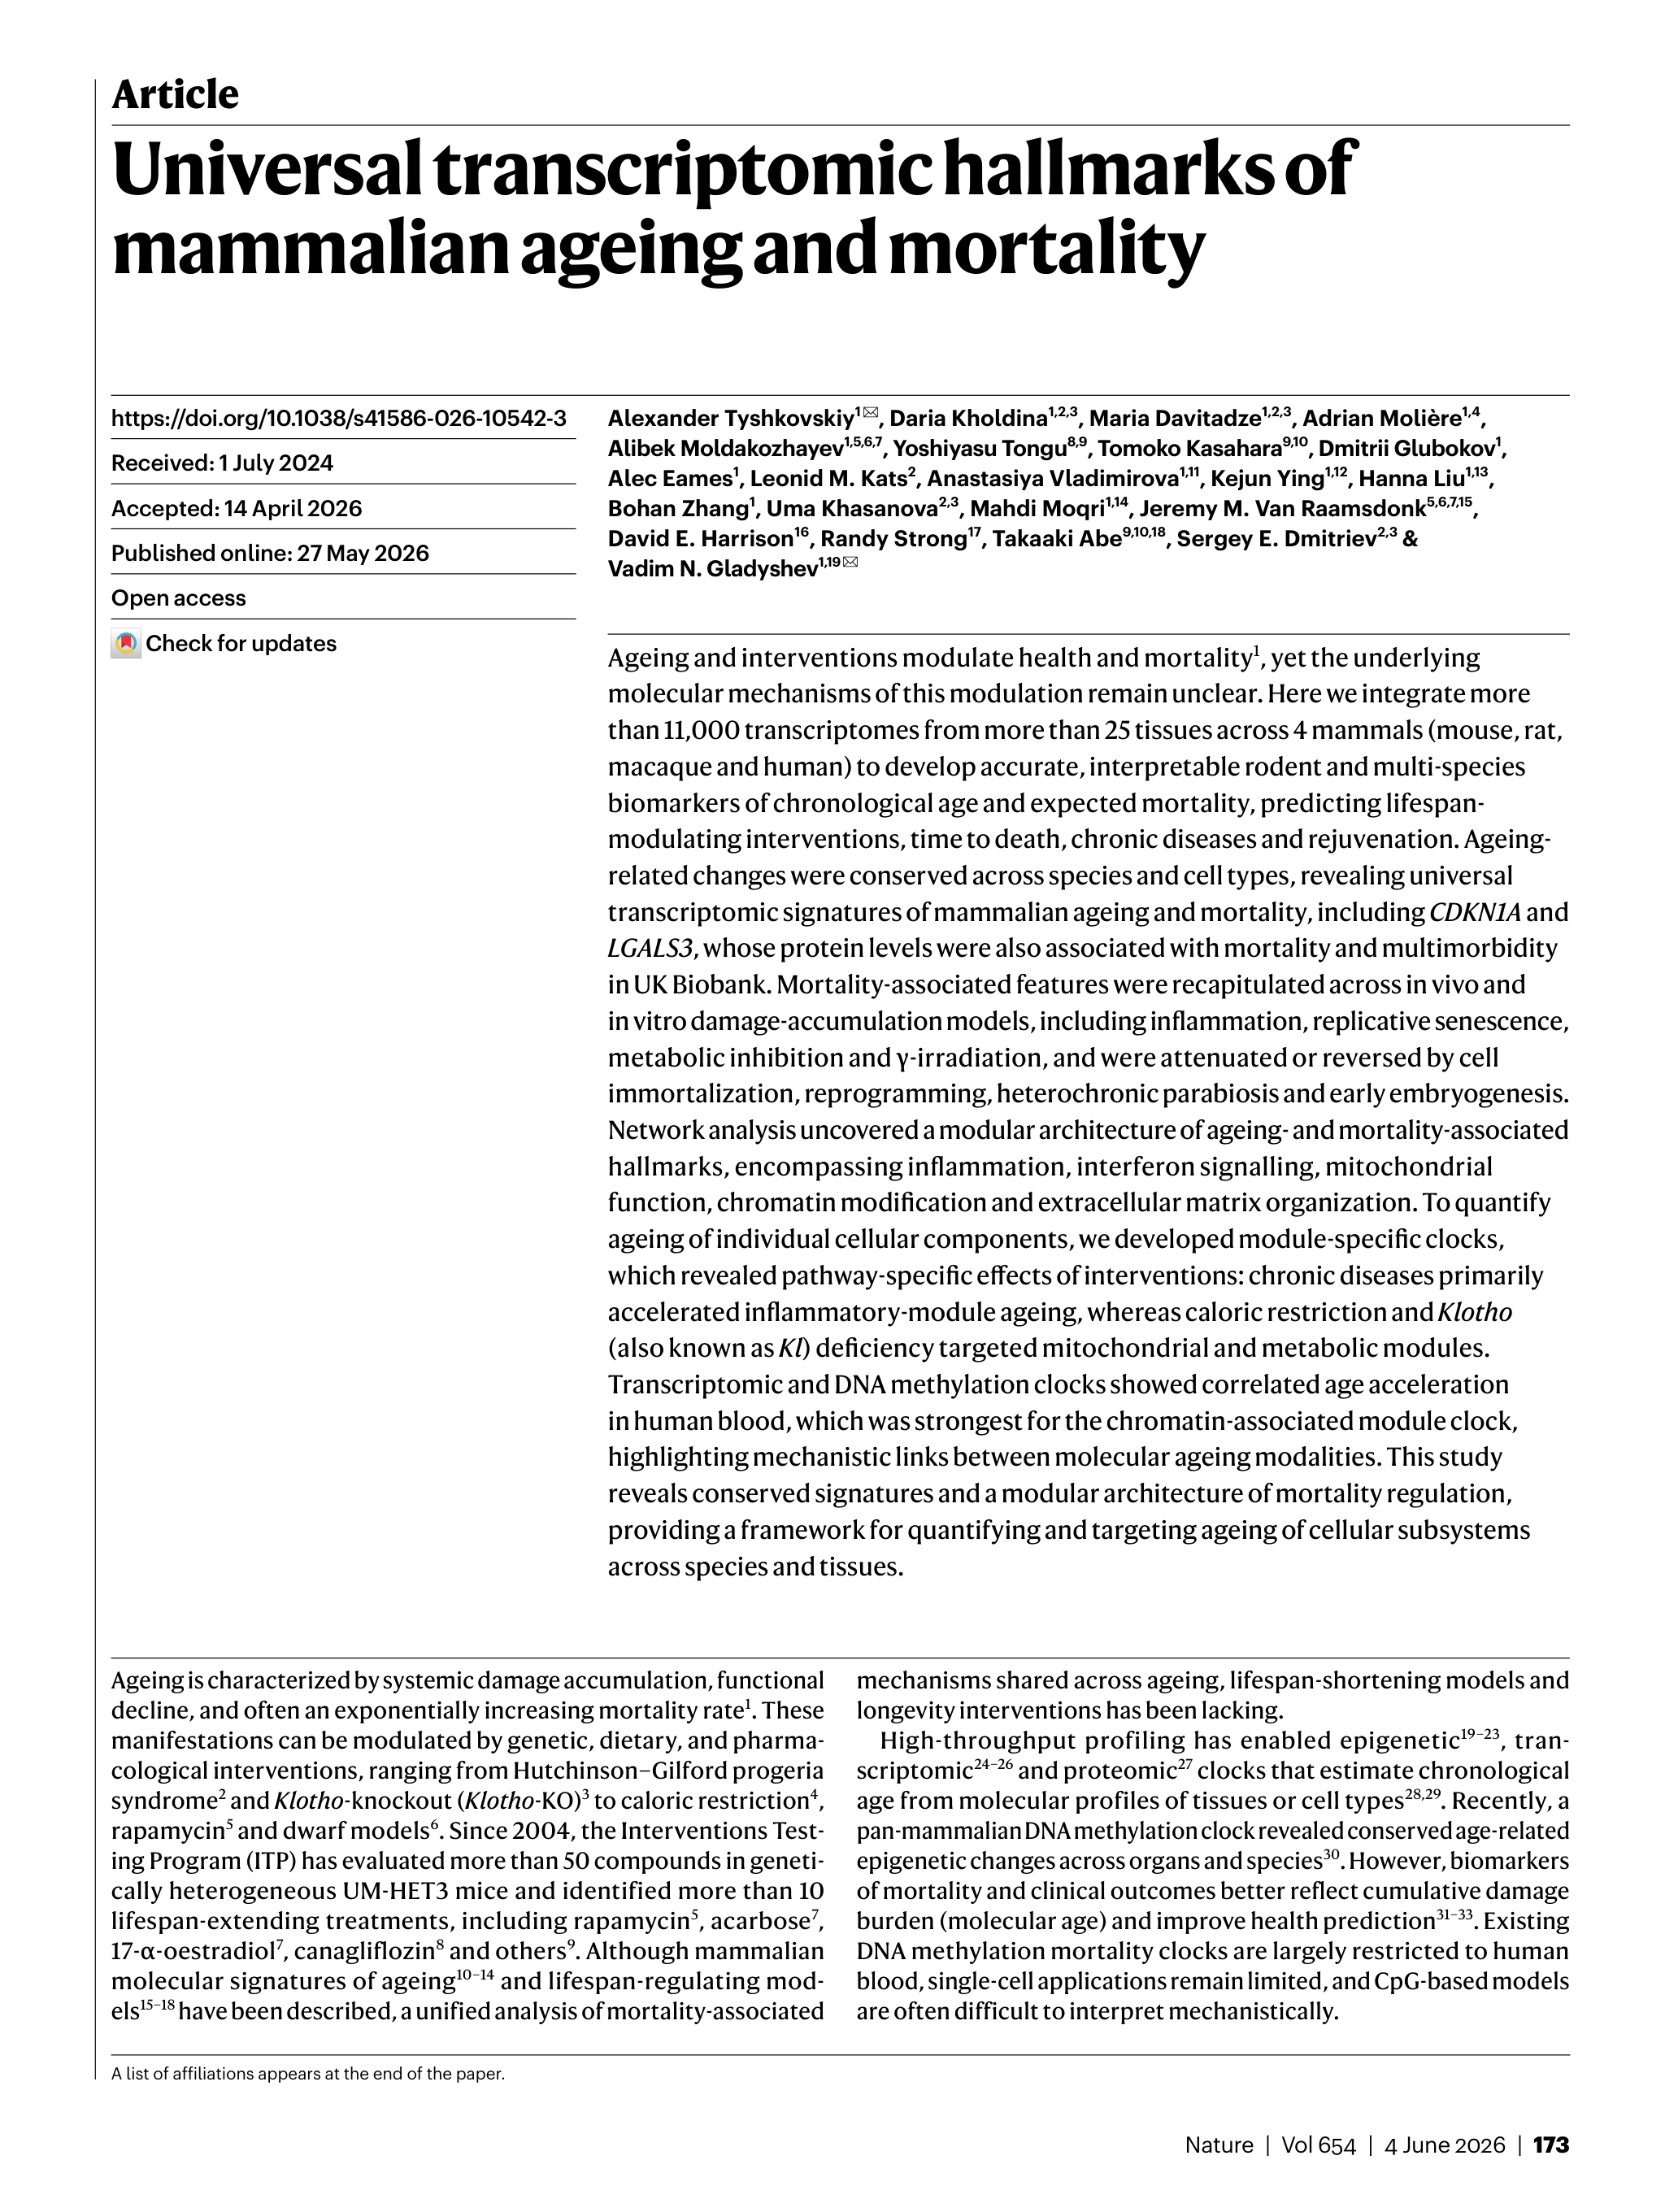 Article
Universal transcriptomic hallmarks of
mammalian ageing and mortality
https://doi.org/10.1038/s41586-026-10542-3
Received: 1 July 2024
Accepted: 14 April 2026
Published online: 27 May 2026
Open access
Check for updates
Alexander Tyshkovskiy1✉, Daria Kholdina1,2,3, Maria Davitadze1,2,3, Adrian Molière1,4,
Alibek Moldakozhayev1,5,6,7, Yoshiyasu Tongu8,9, Tomoko Kasahara9,10, Dmitrii Glubokov1,
Alec Eames1, Leonid M. Kats2, Anastasiya Vladimirova1,11, Kejun Ying1,12, Hanna Liu1,13,
Bohan Zhang1, Uma Khasanova2,3, Mahdi Moqri1,14, Jeremy M. Van Raamsdonk5,6,7,15,
David E. Harrison16, Randy Strong17, Takaaki Abe9,10,18, Sergey E. Dmitriev2,3 &
Vadim N. Gladyshev1,19✉
Ageing and interventions modulate health and mortality1, yet the underlying
molecular mechanisms of this modulation remain unclear. Here we integrate more
than 11,000 transcriptomes from more than 25 tissues across 4 mammals (mouse, rat,
macaque and human) to develop accurate, interpretable rodent and multi-species
biomarkers of chronological age and expected mortality, predicting lifespan-
modulating interventions, time to death, chronic diseases and rejuvenation. Ageing-
related changes were conserved across species and cell types, revealing universal
transcriptomic signatures of mammalian ageing and mortality, including CDKN1A and
LGALS3, whose protein levels were also associated with mortality and multimorbidity
in UK Biobank. Mortality-associated features were recapitulated across in vivo and
in vitro damage-accumulation models, including inflammation, replicative senescence,
metabolic inhibition and γ-irradiation, and were attenuated or reversed by cell
immortalization, reprogramming, heterochronic parabiosis and early embryogenesis.
Network analysis uncovered a modular architecture of ageing- and mortality-associated
hallmarks, encompassing inflammation, interferon signalling, mitochondrial
function, chromatin modification and extracellular matrix organization. To quantify
ageing of individual cellular components, we developed module-specific clocks,
which revealed pathway-specific effects of interventions: chronic diseases primarily
accelerated inflammatory-module ageing, whereas caloric restriction and Klotho
(also known as Kl) deficiency targeted mitochondrial and metabolic modules.
Transcriptomic and DNA methylation clocks showed correlated age acceleration
in human blood, which was strongest for the chromatin-associated module clock,
highlighting mechanistic links between molecular ageing modalities. This study
reveals conserved signatures and a modular architecture of mortality regulation,
providing a framework for quantifying and targeting ageing of cellular subsystems
across species and tissues.
Ageing is characterized by systemic damage accumulation, functional
decline, and often an exponentially increasing mortality rate1. These
manifestations can be modulated by genetic, dietary, and pharma-
cological interventions, ranging from Hutchinson–Gilford progeria
syndrome2 and Klotho-knockout (Klotho-KO)3 to caloric restriction4,
rapamycin5 and dwarf models6. Since 2004, the Interventions Test-
ing Program (ITP) has evaluated more than 50 compounds in geneti-
cally heterogeneous UM-HET3 mice and identified more than 10
lifespan-extending treatments, including rapamycin5, acarbose7,
17-α-oestradiol7, canagliflozin8 and others9. Although mammalian
molecular signatures of ageing10–14 and lifespan-regulating mod-
els15–18 have been described, a unified analysis of mortality-associated
mechanisms shared across ageing, lifespan-shortening models and
longevity interventions has been lacking.
High-throughput profiling has enabled epigenetic19–23, tran-
scriptomic24–26 and proteomic27 clocks that estimate chronological
age from molecular profiles of tissues or cell types28,29. Recently, a
pan-mammalian DNA methylation clock revealed conserved age-related
epigenetic changes across organs and species30. However, biomarkers
of mortality and clinical outcomes better reflect cumulative damage
burden (molecular age) and improve health prediction31–33. Existing
DNA methylation mortality clocks are largely restricted to human
blood, single-cell applications remain limited, and CpG-based models
are often difficult to interpret mechanistically.
A list of affiliations appears at the end of the paper.
Nature | Vol 654 | 4 June 2026 | 173